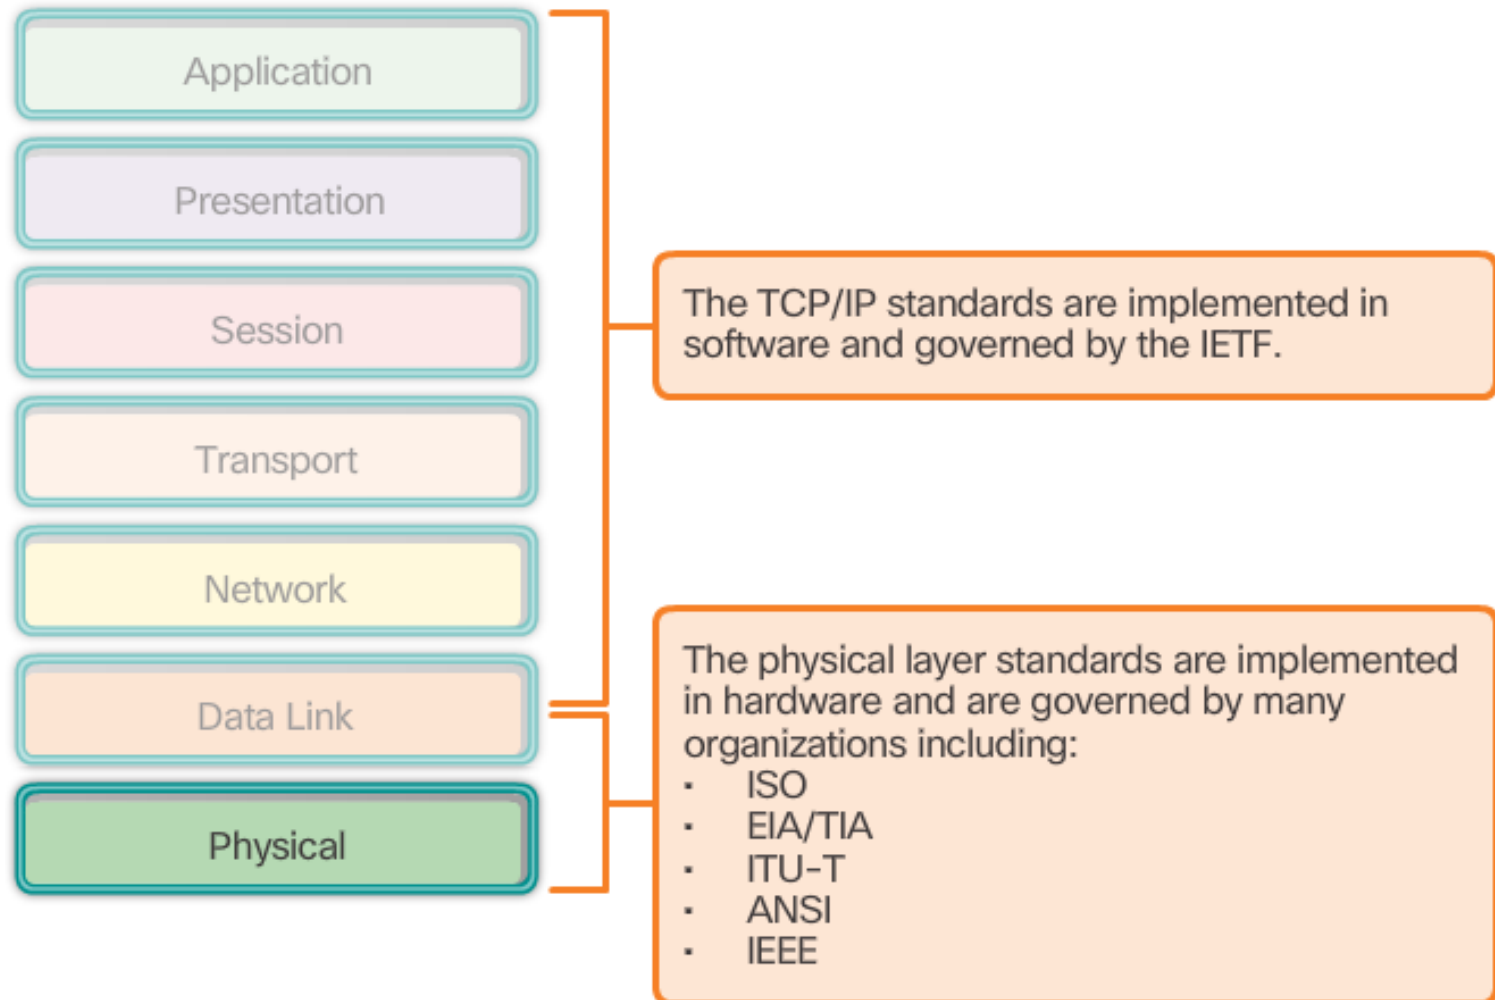 Application
Presentation
Session
Transport
Network
Data Link
Physical
The TCP/IP standards are implemented in
software and governed by the IETF.
The physical layer standards are implemented
in hardware and are governed by many
organizations including:
· ISO
· EIA/TIA
· ITU-T
· ANSI
· IEEE